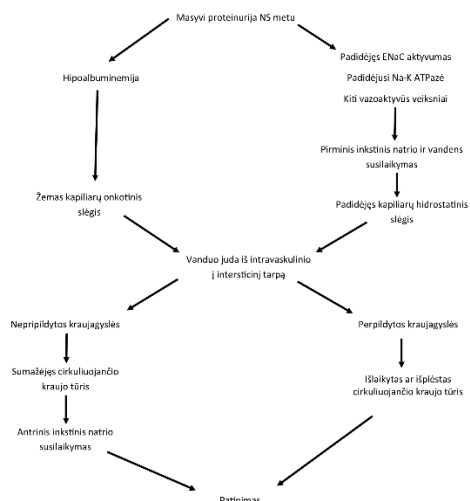 Masyvi proteinurija NS metu
Padidėjęs ENaC aktyvumas
Hipoalbuminemija
Padidėjusi Na-K ATPazė
Kiti vazoaktyvūs veiksniai
Pirminis inkstinis natrio ir vandens
susilaikymas
Žemas kapiliarų onkotinis
slėgis
Padidėjęs kapiliarų hidrostatinis
slėgis
Vanduo juda iš intravaskulinio
į intersticinį tarpą
Nepripildytos kraujagyslės
Perpildytos kraujagyslės
Sumažėjęs cirkuliuojančio
kraujo tūris
Išlaikytas ar išplėstas
cirkuliuojančio kraujo tūris
Antrinis inkstinis natrio
susilaikymas
Patinimas